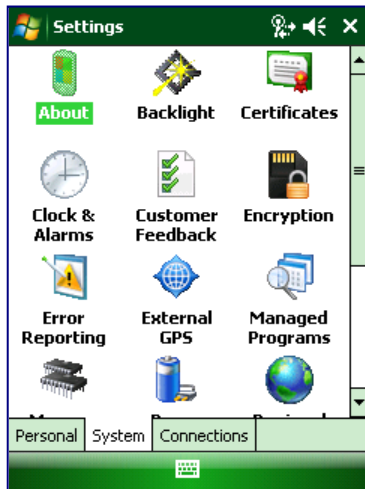 Settings
About
Backlight
Certificates
Clock &
Alarms
Customer
Feedback
Encryption
Error
Reporting
External
GPS
Managed
Programs
Personal
System
Connections